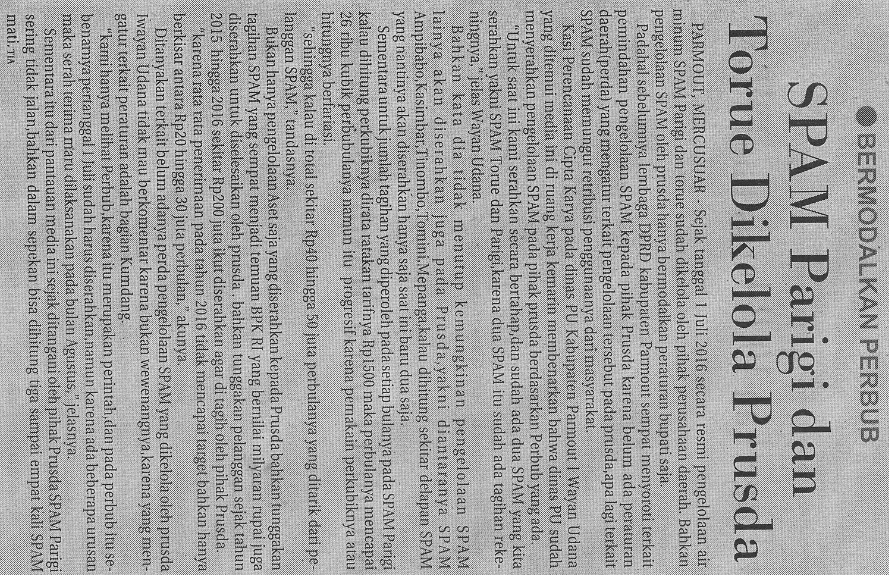 BERMODALKAN PERBUB
SPAM Parigi dan
Torue Dikelola Prusda
PARMOUT, MERCUSUAR - Sejak tanggal 1 Juli 2016 secara resmi pengelolaan air
minum SPAM Parigi dan torue sudah dikelola oleh pihak perusahaan daerah. Bahkan
pengelolaan SPAM oleh prusda hanya bermodalkan peraturan bupati saja.
Padahal sebelumnya lembaga DPRD kabupaten Parmout sempat menyoroti terkait
pemindahan pengelolaan SPAM kepada pihak Prusda karena belum ada peraturan
daerah/perda yang mengatur terkait pengelolaan tersebut pada prusda,apa lagi terkait
SPAM sudah memungut retribusi penggunaanya dari masyarakat.
Kasi Perencanaan Cipta Karya pada dinas PU Kabupaten Parmout I Wayan Udana
yang ditemui media ini di ruang kerja kemarin membenarkan bahwa dinas PU sudah
menyerahkan pengelolaan SPAM pada pihak prusda berdasarkan Perbub yang ada.
"Untuk saat ini kami serahkan secara bertahap,dan sudah ada dua SPAM yang kita
serahkan yakni SPAM Torue dan Parigi,karena dua SPAM itu sudah ada tagihan reke-
ningnya," jelas Wayan Udana.
Bahkan kata dia tidak menutup kemungkinan pengelolaan SPAM
lainya akan diserahkan juga pada Prusda,yakni diantaranya SPAM
Ampibabo,Kasimbar,Tinombo,Tomini,Mepanga,kalau dihitung sekitar delapan SPAM
yang nantinya akan diserahkan hanya saja saat ini baru dua saja.
Sementara untuk jumlah tagihan yang diperoleh pada setiap bulanya pada SPAM Parigi
kalau dihitung perkubiknya dirata ratakan tarifnya Rp1500 maka perbulanya mencapai
26 ribu kubik perbulanya namun itu progresif karena pemakain perkubiknya atau
hitungnya berfariasi.
"sehingga kalau di total sekitar Rp40 hingga 50 juta perbulanya yang ditarik dari pe-
langgan SPAM," tandasnya.
Bukan hanya pengelolaan Aset saja yang diserahkan kepada Prusda bahkan tunggakan
tagihan SPAM yang sempat menjadi temuan BPK RI yang bernilai milyaran rupai juga
diserahkan untuk diselesaikan oleh prusda. bahkan tunggakan pelanggan sejak tahun
2015 hingga 2016 sekitar Rp200 juta ikut diserahkan agar di tagih oleh pihak Prusda.
"karena rata rata penerimaan pada tahun 2016 tidak mencapai target bahkan hanya
berkisar antara Rp20 hingga 30 juta perbulan," akunya.
Ditanyakan terkait belum adanya perda pengelolaan SPAM yang dikelola oleh prusda
Iwayan Udana tidak mau berkomentar karena bukan wewenangnya,karena yang men-
gatur terkait peraturan adalah bagian Kumdang.
"kami hanya melihat Perbub,karena itu merupakan perintah,dan pada perbub itu se-
benarnya pertanggal 1 Juli sudah harus diserahkan,namun karena ada beberapa urusan
maka serah terima maru dilaksanakan pada bulan Agustus," jelasnya.
Sementara itu dari pantauan media ini sejak ditangani oleh pihak Prusda,SPAM Parigi
sering tidak jalan,bahkan dalam sepekan bisa dihitung tiga sampai empat kali SPAM
mati.TIA